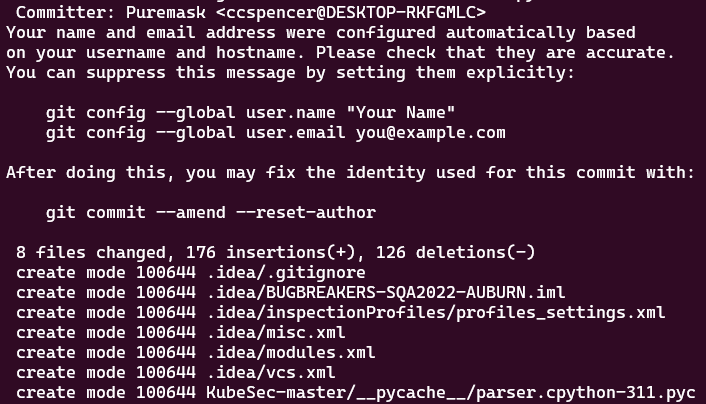 Committer: Puremask <ccspencer@DESKTOP-RKFGMLC>
Your name and email address were configured automatically based
on your username and hostname. Please check that they are accurate.
You can suppress this message by setting them explicitly:
git config --global user.name "Your Name"
git config --global user.email you@example.com
After doing this, you may fix the identity used for this commit with:
git commit --amend --reset-author
8 files changed, 176 insertions(+), 126 deletions(-)
create mode 100644 .idea/.gitignore
create mode 100644 .idea/BUGBREAKERS-SQA2022-AUBURN.iml
create mode 100644 .idea/inspectionProfiles/profiles_settings.xml
create mode 100644 .idea/misc.xml
create mode 100644 .idea/modules.xml
create mode 100644 .idea/vcs.xml
create mode 100644 KubeSec-master/__pycache__/parser.cpython-311.pyc